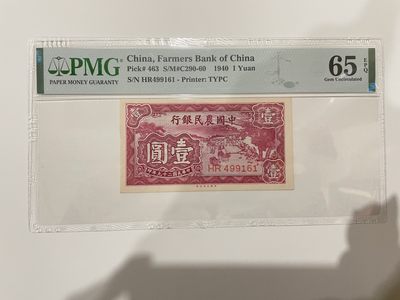 PMG
PAPER MONEY GUARANTY
China, Farmers Bank of China
Pick# 463 S/M#C290-60 1940 1 Yuan
S/N HR499161 - Printer: TYPC
65 EPQ
Gem Uncirculated
行銀民農國中
圓壹
HR 499161
壹